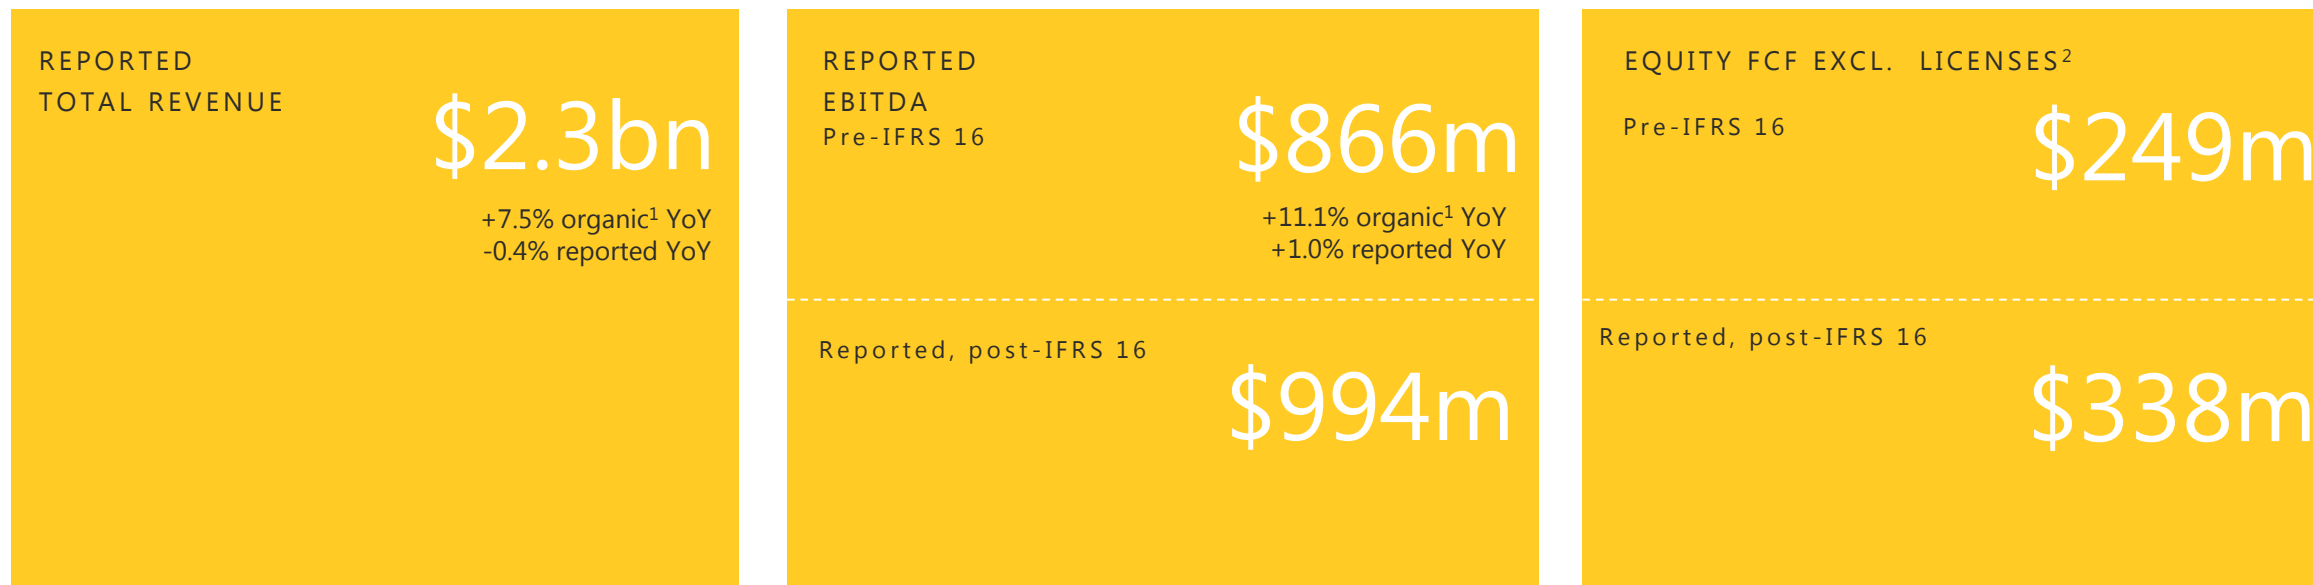 REPORTED
TOTAL REVENUE
$2.3bn
+7.5% organic¹ YoY
-0.4% reported YoY
REPORTED
EBITDA
Pre-IFRS 16
$866m
+11.1% organic¹ YoY
+1.0% reported YoY
Reported, post-IFRS 16
$994m
EQUITY FCF EXCL. LICENSES²
Pre-IFRS 16
$249m
Reported, post-IFRS 16
$338m